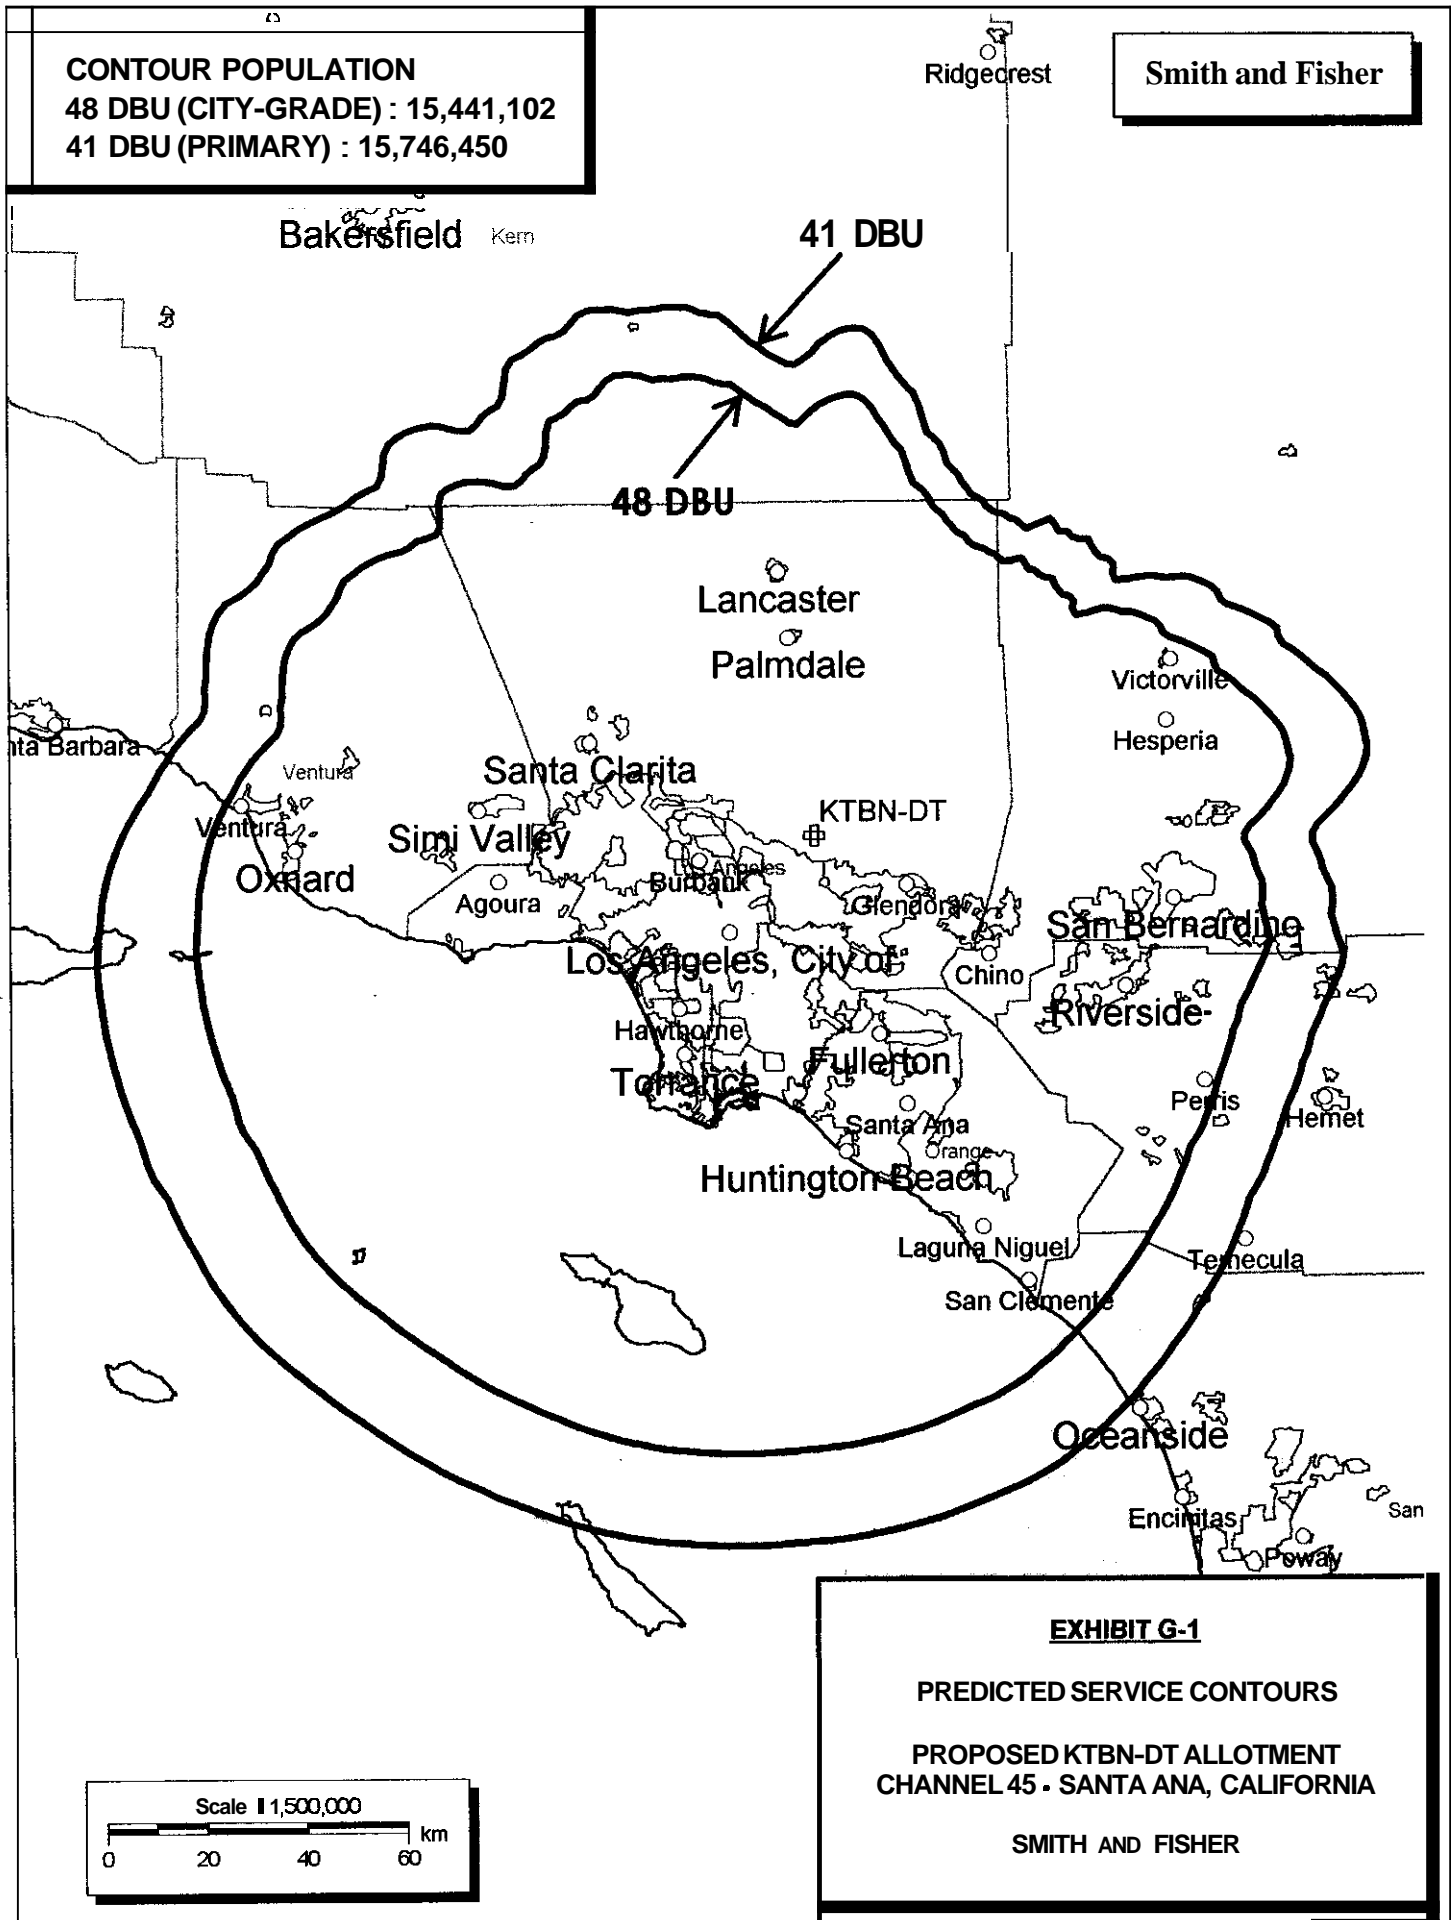 CONTOUR POPULATION
48 DBU (CITY-GRADE) : 15,441,102
41 DBU (PRIMARY) : 15,746,450
Smith and Fisher
Ridgecrest
Bakersfield
Kern
41 DBU
48 DBU
Lancaster
Palmdale
Victorville
Hesperia
nta Barbara
Ventura
Santa Clarita
KTBN-DT
Ventura
Simi Valley
Oxnard
Agoura
Los Angeles
Burbank
Glendora
San Bernardino
Los Angeles, City of
Chino
Riverside
Hawthorne
Fullerton
Torrance
Perris
Hemet
Santa Ana
Orange
Huntington Beach
Laguna Niguel
Temecula
San Clemente
Oceanside
Encinitas
San
Poway
EXHIBIT G-1
PREDICTED SERVICE CONTOURS
PROPOSED KTBN-DT ALLOTMENT
CHANNEL 45 - SANTA ANA, CALIFORNIA
SMITH AND FISHER
Scale 1:1,500,000
km
0 20 40 60